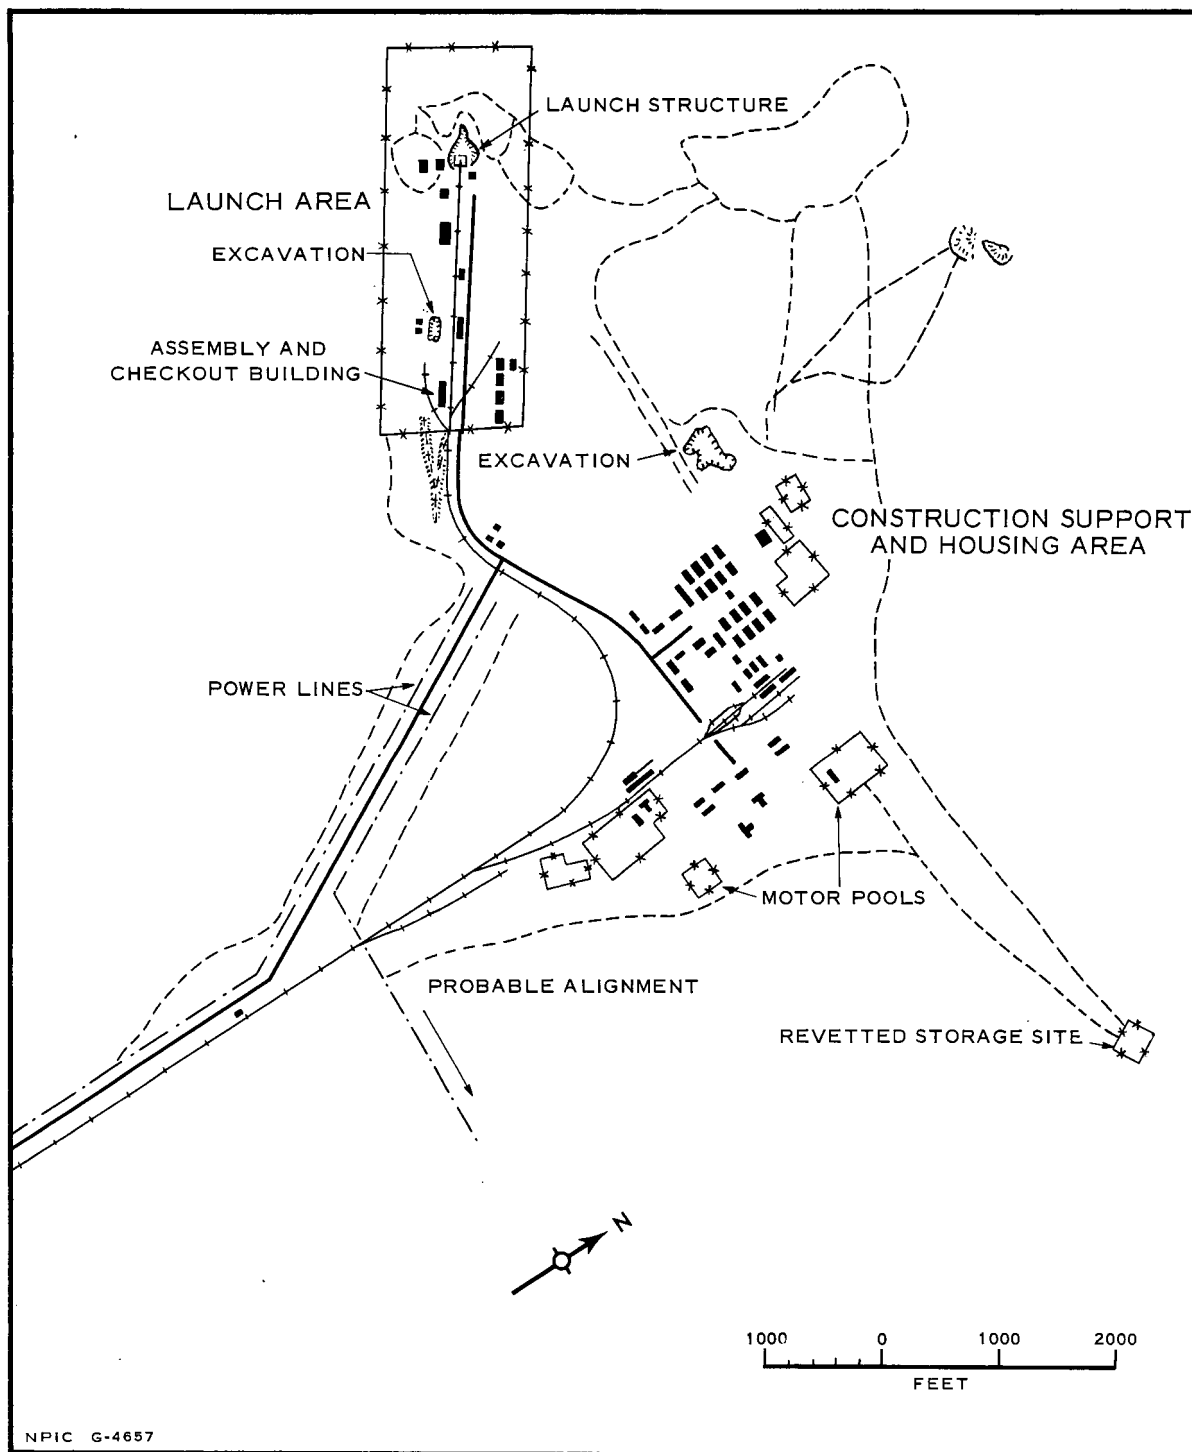 LAUNCH STRUCTURE
LAUNCH AREA
EXCAVATION
ASSEMBLY AND
CHECKOUT BUILDING
EXCAVATION
CONSTRUCTION SUPPORT
AND HOUSING AREA
POWER LINES
MOTOR POOLS
PROBABLE ALIGNMENT
REVETTED STORAGE SITE
N
1000 0 1000 2000
FEET
NPIC G-4657